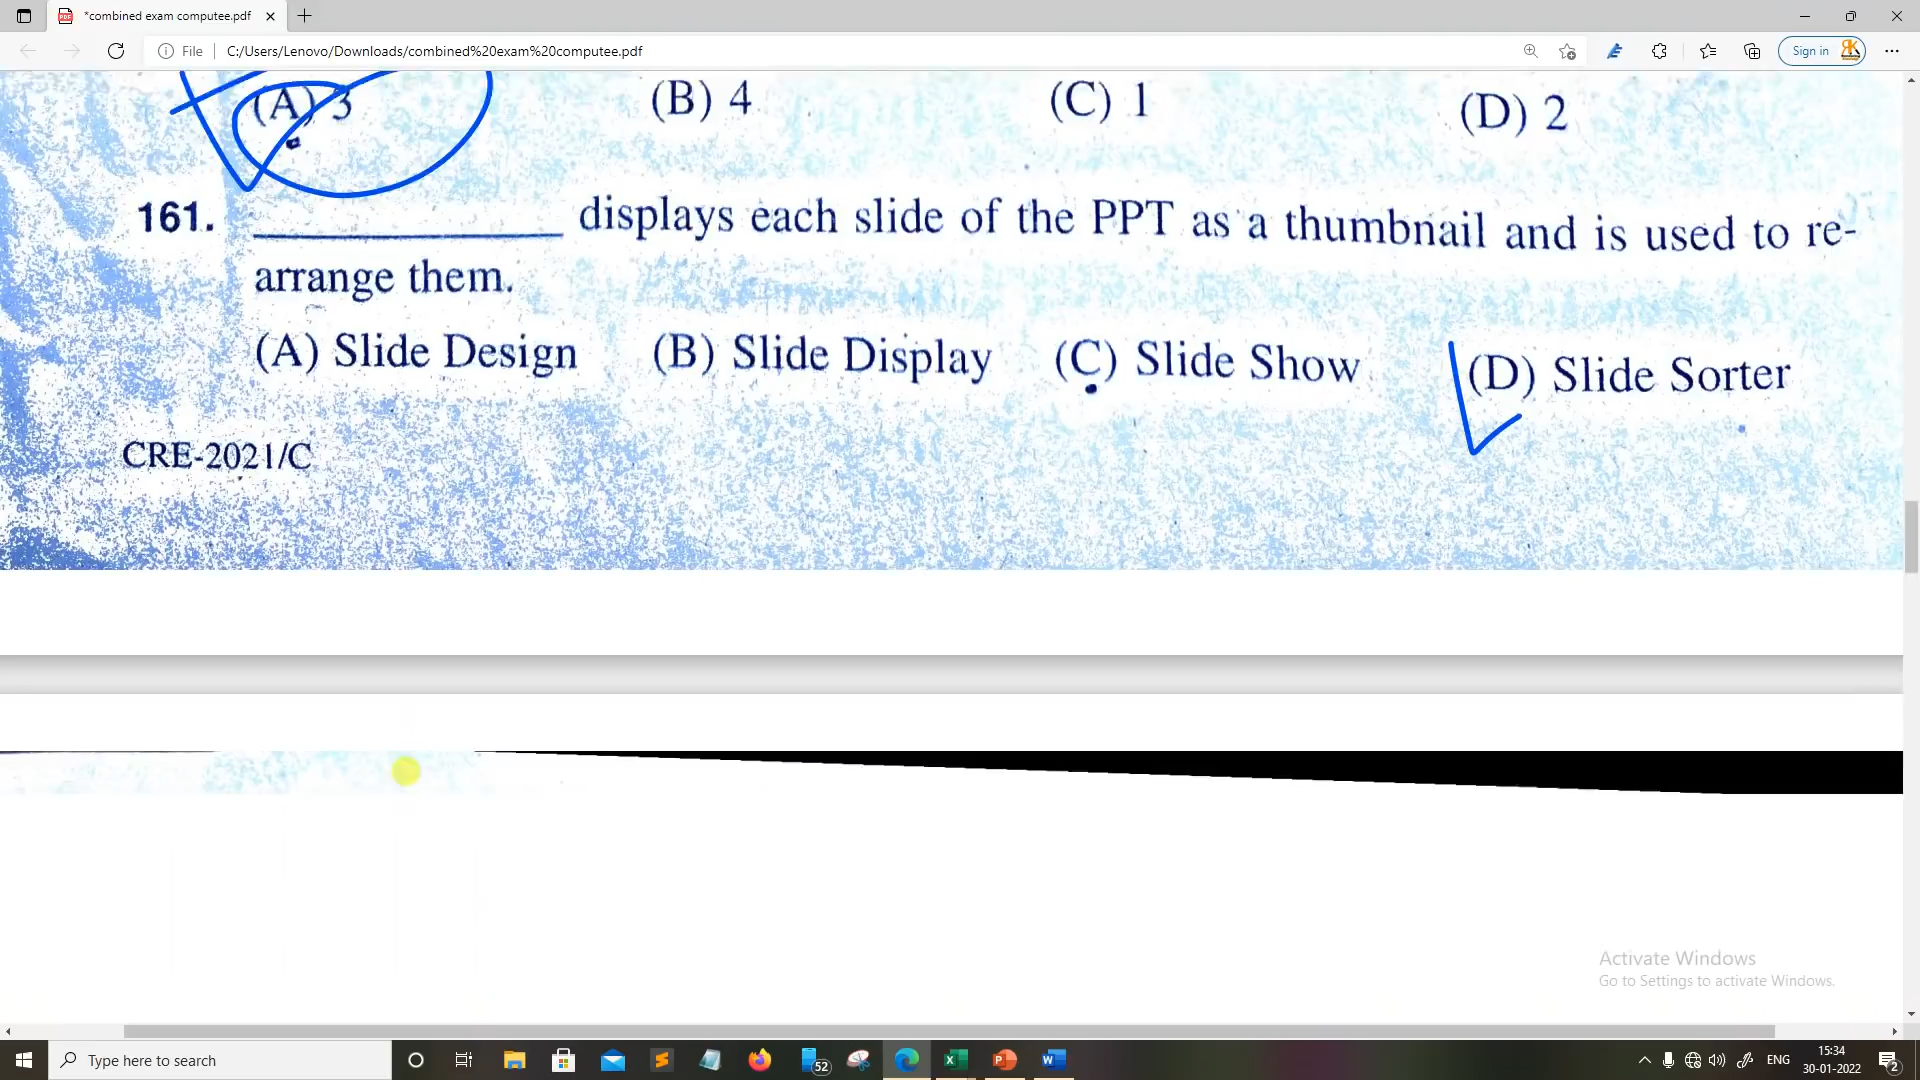 *combined exam computee.pdf
File
C:/Users/Lenovo/Downloads/combined%20exam%20computee.pdf
Sign in
(A) 3 (B) 4 (C) 1 (D) 2
161. ____________ displays each slide of the PPT as a thumbnail and is used to re-
arrange them.
(A) Slide Design (B) Slide Display (C) Slide Show (D) Slide Sorter
CRE-2021/C
Activate Windows
Go to Settings to activate Windows.
Type here to search
52
ENG
15:34
30-01-2022
2